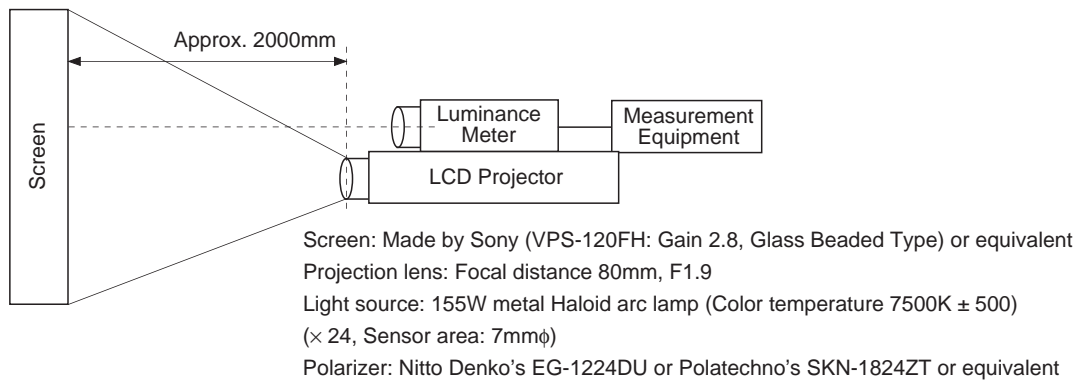 Approx. 2000mm
Screen
Luminance
Meter
Measurement
Equipment
LCD Projector
Screen: Made by Sony (VPS-120FH: Gain 2.8, Glass Beaded Type) or equivalent
Projection lens: Focal distance 80mm, F1.9
Light source: 155W metal Haloid arc lamp (Color temperature 7500K ± 500)
(× 24, Sensor area: 7mmφ)
Polarizer: Nitto Denko's EG-1224DU or Polatechno's SKN-1824ZT or equivalent